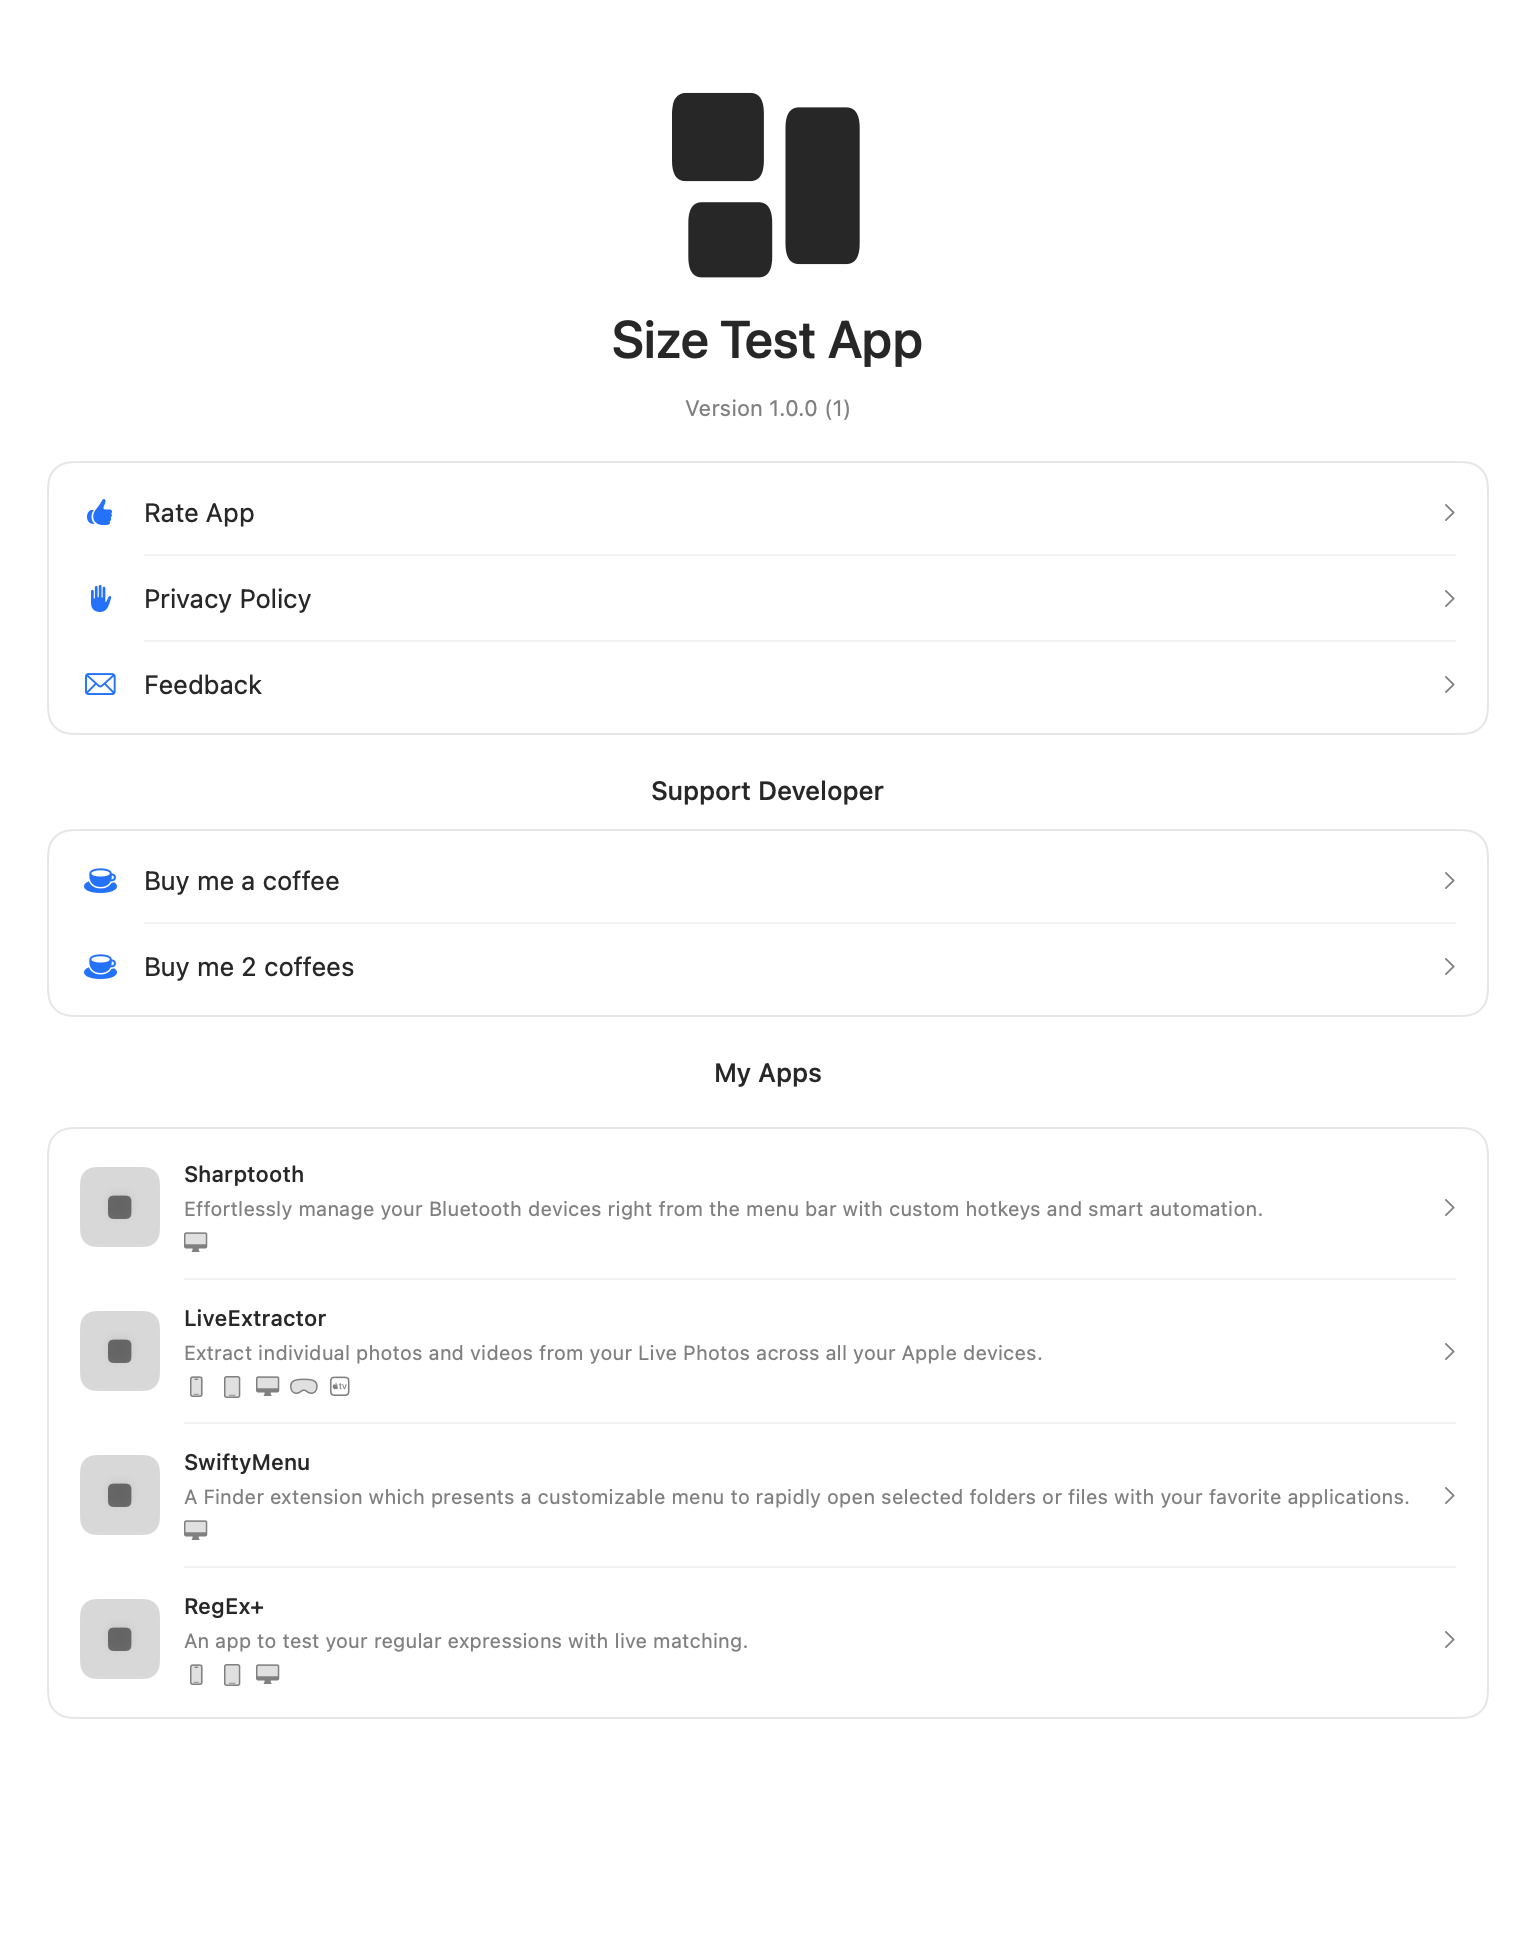 Size Test App
Version 1.0.0 (1)
Rate App
Privacy Policy
Feedback
Support Developer
Buy me a coffee
Buy me 2 coffees
My Apps
Sharptooth
Effortlessly manage your Bluetooth devices right from the menu bar with custom hotkeys and smart automation.
LiveExtractor
Extract individual photos and videos from your Live Photos across all your Apple devices.
tv
SwiftyMenu
A Finder extension which presents a customizable menu to rapidly open selected folders or files with your favorite applications.
RegEx+
An app to test your regular expressions with live matching.